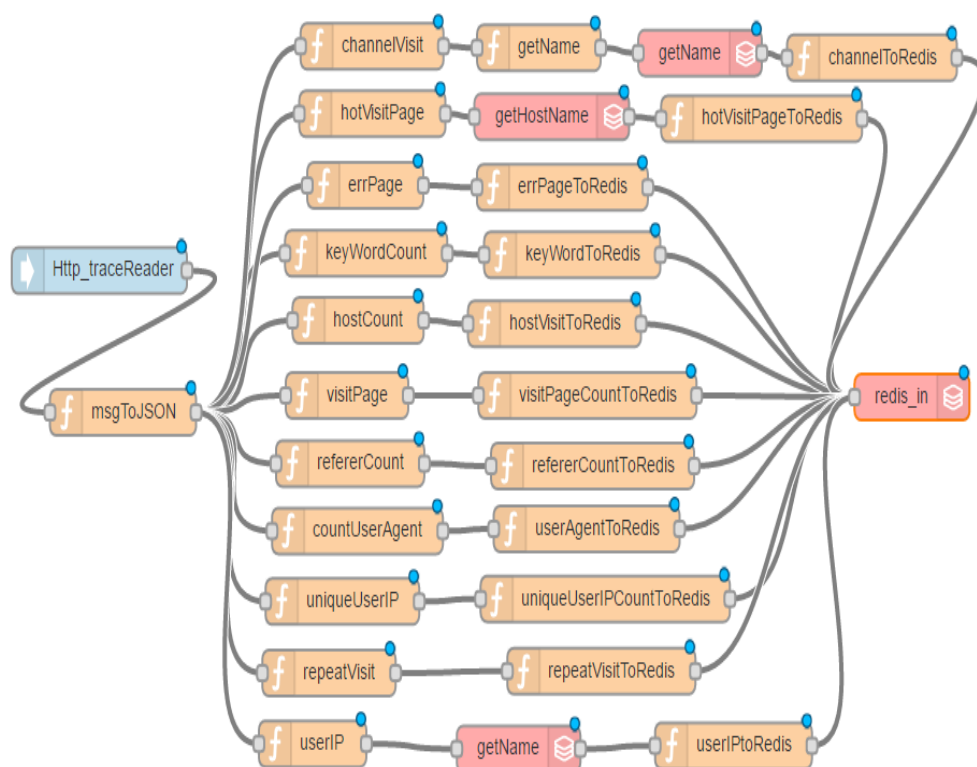 channelVisit getName getName channelToRedis
hotVisitPage getHostName hotVisitPageToRedis
errPage errPageToRedis
keyWordCount keyWordToRedis
Http_traceReader
hostCount hostVisitToRedis
visitPage visitPageCountToRedis redis_in
msgToJSON
refererCount refererCountToRedis
countUserAgent userAgentToRedis
uniqueUserIP uniqueUserIPCountToRedis
repeatVisit repeatVisitToRedis
userIP getName userIPtoRedis